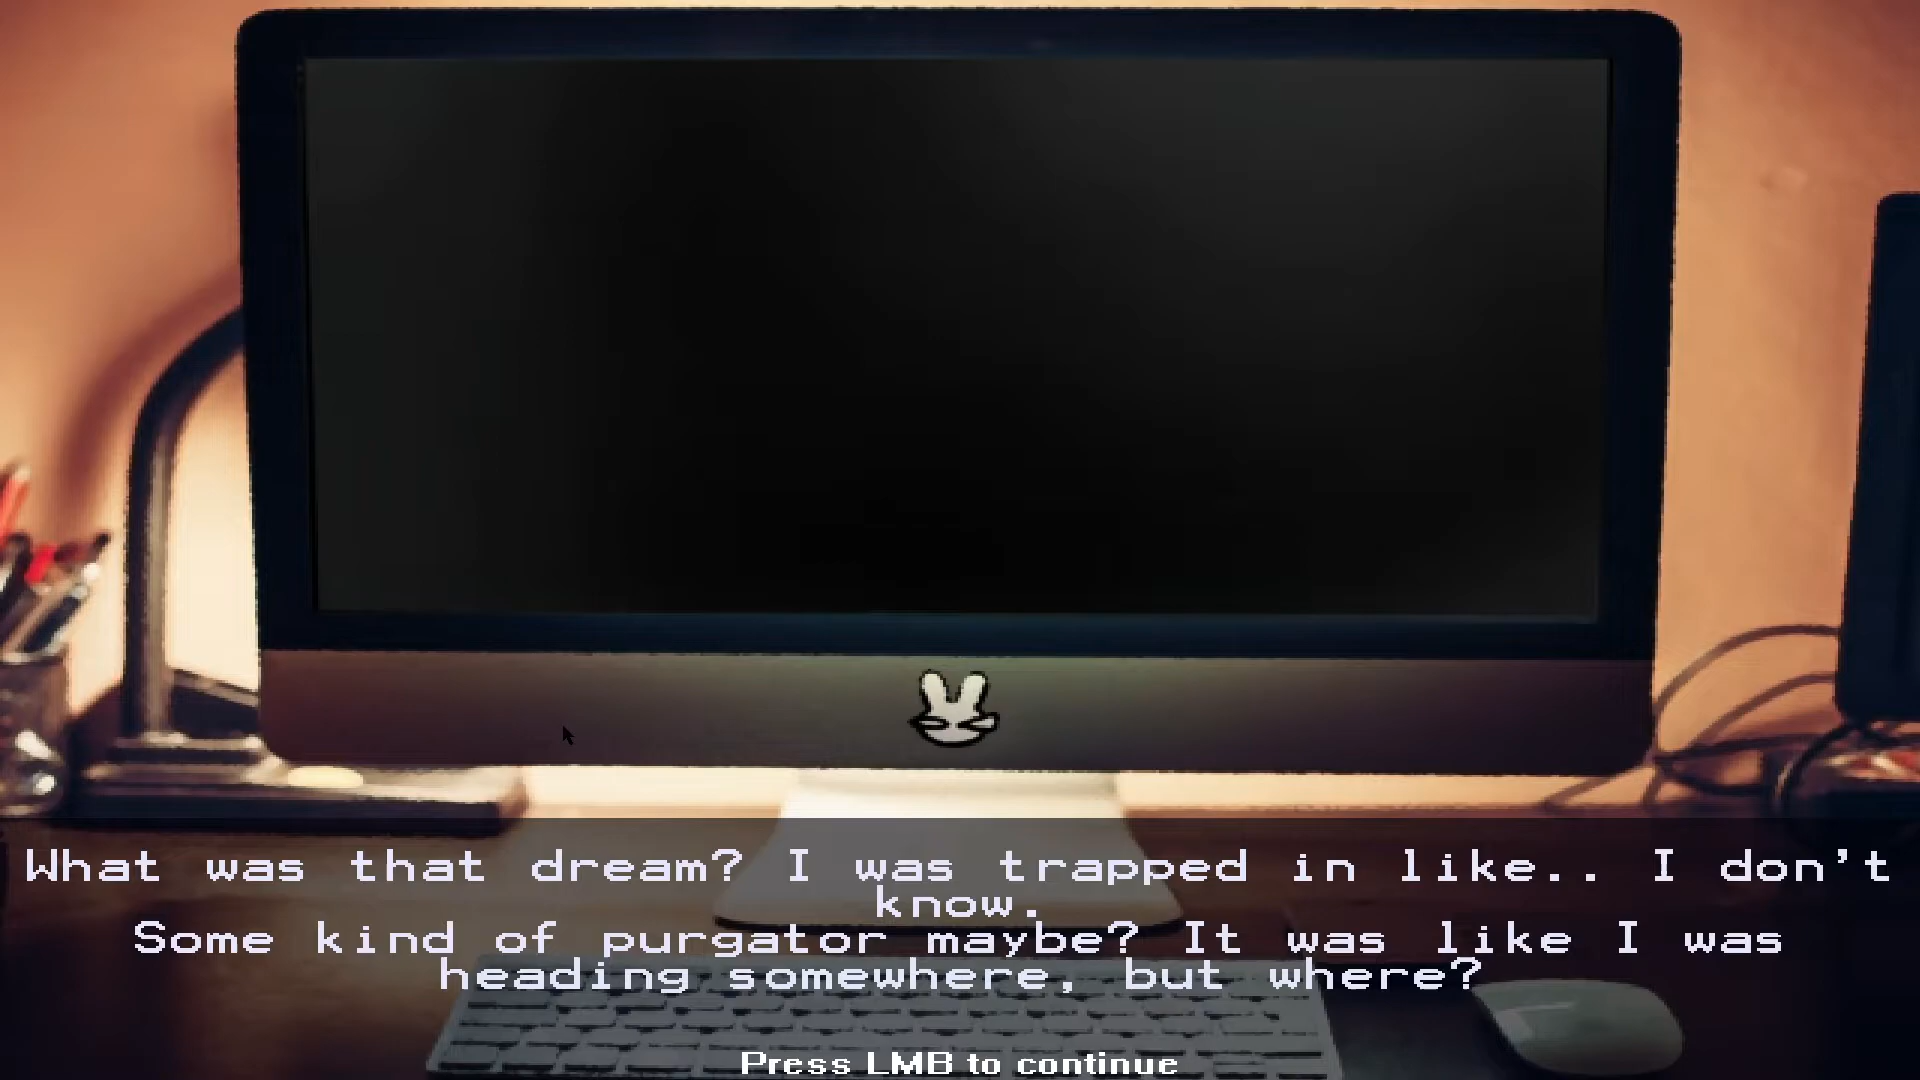 What was that dream? I was trapped in like.. I don't
know.
Some kind of purgator maybe? It was like I was
heading somewhere, but where?
Press LMB to continue